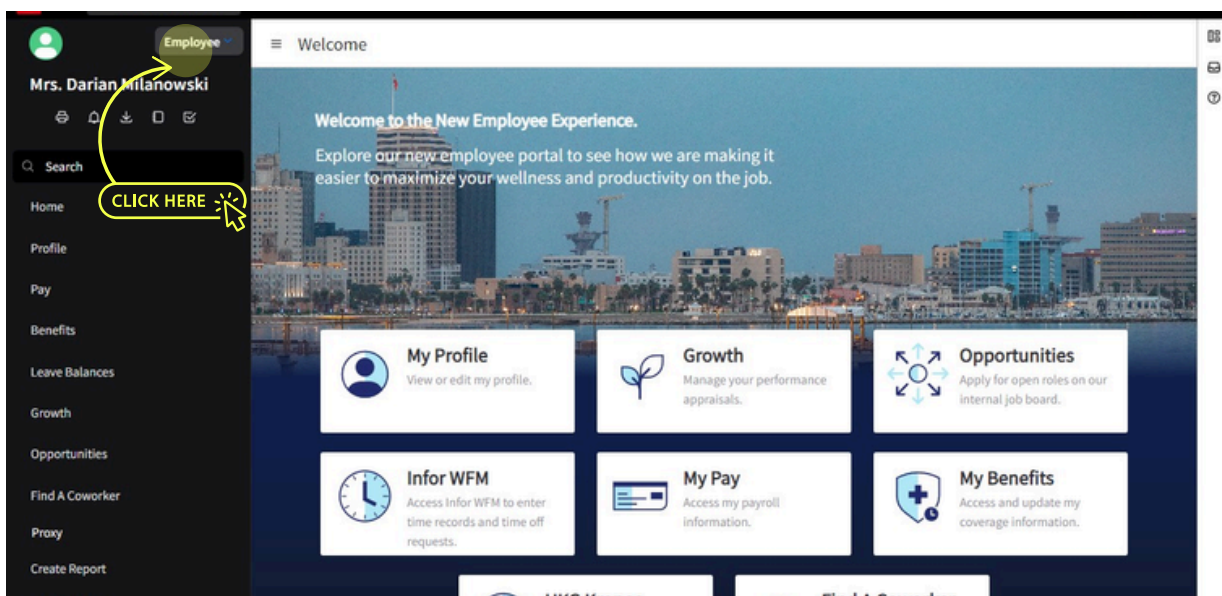 Employee
Welcome
Mrs. Darian Milanowski
Search
CLICK HERE
Home
Profile
Pay
Benefits
Leave Balances
Growth
Opportunities
Find A Coworker
Proxy
Create Report
Welcome to the New Employee Experience.
Explore our new employee portal to see how we are making it
easier to maximize your wellness and productivity on the job.
My Profile
View or edit my profile.
Growth
Manage your performance
appraisals.
Opportunities
Apply for open roles on our
internal job board.
Infor WFM
Access Infor WFM to enter
time records and time off
requests.
My Pay
Access my payroll
information.
My Benefits
Access and update my
coverage information.
Find A Coworker